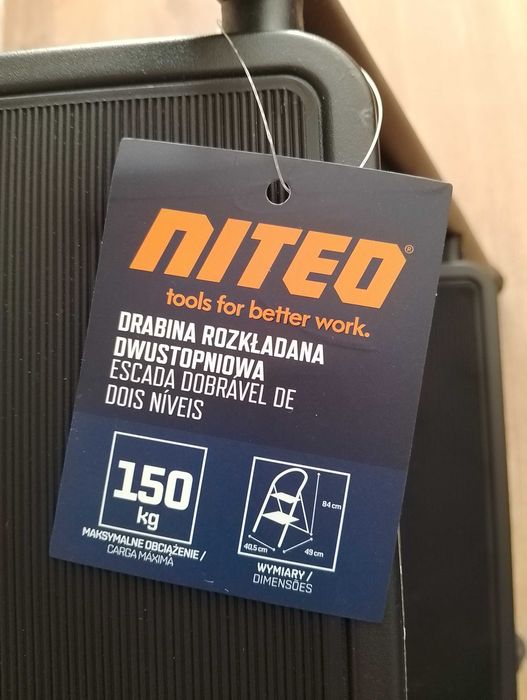 NITEO®
tools for better work.
DRABINA ROZKŁADANA
DWUSTOPNIOWA
ESCADA DOBRÁVEL DE
DOIS NÍVEIS
150
kg
MAKSYMALNE OBCIĄŻENIE /
CARGA MÁXIMA
84 cm
40,5 cm
49 cm
WYMIARY /
DIMENSÕES